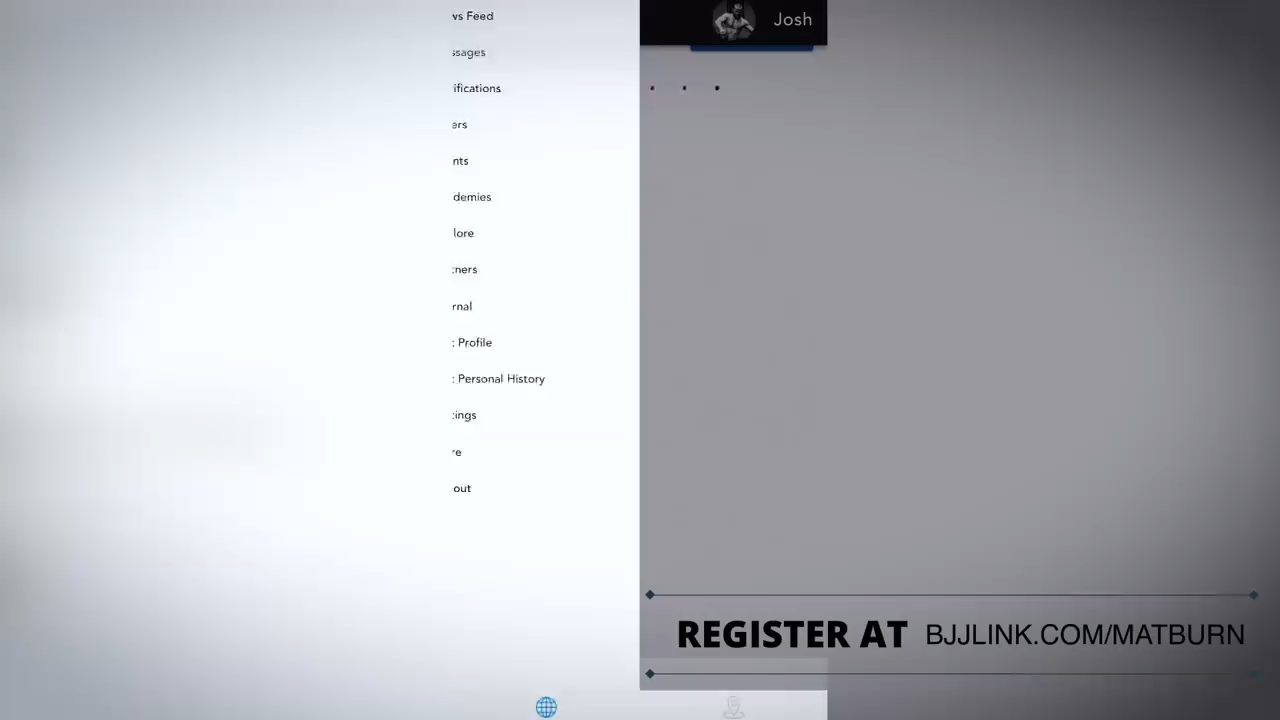 ws Feed
ssages
ifications
ers
nts
demies
lore
tners
rnal
t Profile
t Personal History
tings
re
out
Josh
REGISTER AT BJJLINK.COM/MATBURN